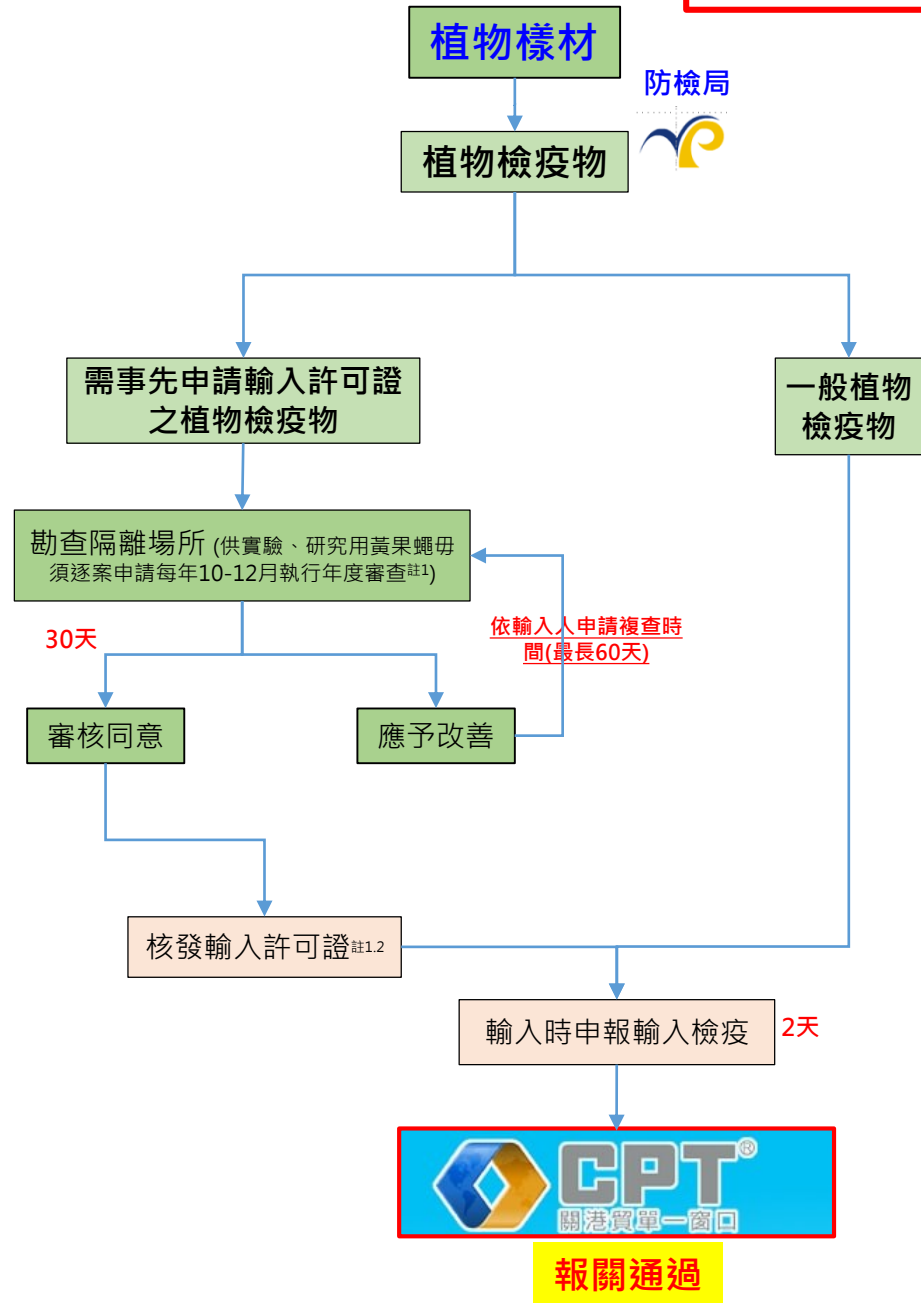 植物樣材
防檢局
植物檢疫物
需事先申請輸入許可證
之植物檢疫物
一般植物
檢疫物
勘查隔離場所 (供實驗、研究用黃果蠅毋
須逐案申請每年10-12月執行年度審查註1)
30天
依輸入人申請複查時
間(最長60天)
審核同意
應予改善
核發輸入許可證註1.2
輸入時申報輸入檢疫
2天
CPT®
關港貿單一窗口
報關通過